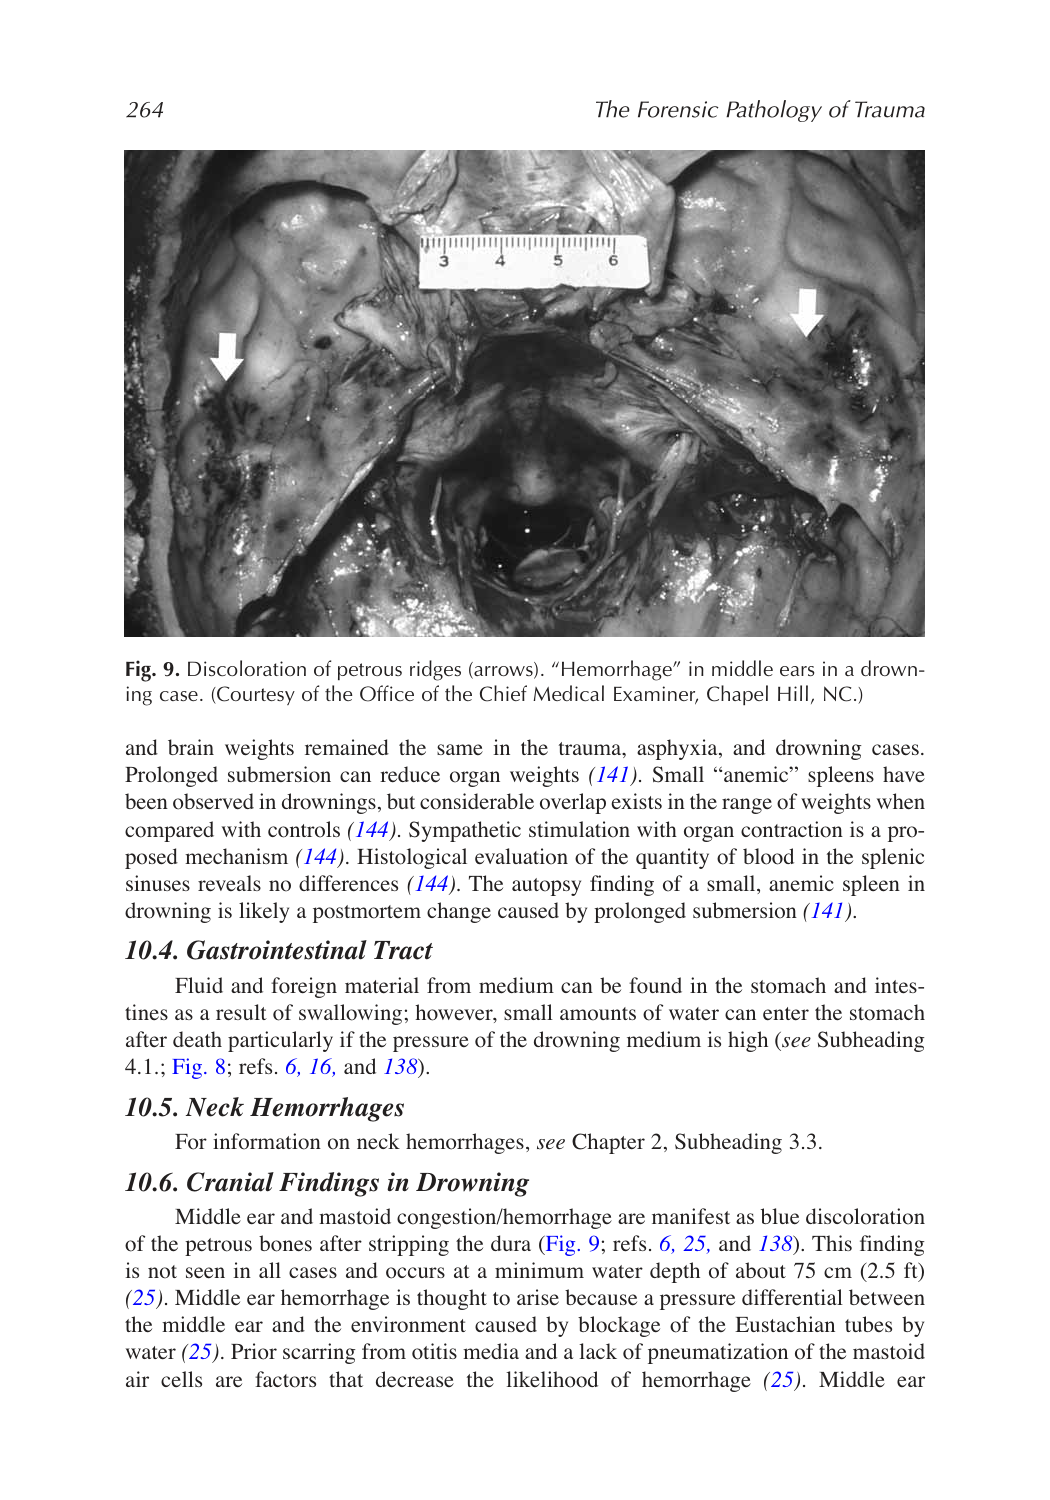 264
The Forensic Pathology of Trauma
3 4 5 6
Fig. 9. Discoloration of petrous ridges (arrows). “Hemorrhage” in middle ears in a drown-
ing case. (Courtesy of the Office of the Chief Medical Examiner, Chapel Hill, NC.)
and brain weights remained the same in the trauma, asphyxia, and drowning cases.
Prolonged submersion can reduce organ weights (141). Small “anemic” spleens have
been observed in drownings, but considerable overlap exists in the range of weights when
compared with controls (144). Sympathetic stimulation with organ contraction is a pro-
posed mechanism (144). Histological evaluation of the quantity of blood in the splenic
sinuses reveals no differences (144). The autopsy finding of a small, anemic spleen in
drowning is likely a postmortem change caused by prolonged submersion (141).
10.4. Gastrointestinal Tract
Fluid and foreign material from medium can be found in the stomach and intes-
tines as a result of swallowing; however, small amounts of water can enter the stomach
after death particularly if the pressure of the drowning medium is high (see Subheading
4.1.; Fig. 8; refs. 6, 16, and 138).
10.5. Neck Hemorrhages
For information on neck hemorrhages, see Chapter 2, Subheading 3.3.
10.6. Cranial Findings in Drowning
Middle ear and mastoid congestion/hemorrhage are manifest as blue discoloration
of the petrous bones after stripping the dura (Fig. 9; refs. 6, 25, and 138). This finding
is not seen in all cases and occurs at a minimum water depth of about 75 cm (2.5 ft)
(25). Middle ear hemorrhage is thought to arise because a pressure differential between
the middle ear and the environment caused by blockage of the Eustachian tubes by
water (25). Prior scarring from otitis media and a lack of pneumatization of the mastoid
air cells are factors that decrease the likelihood of hemorrhage (25). Middle ear